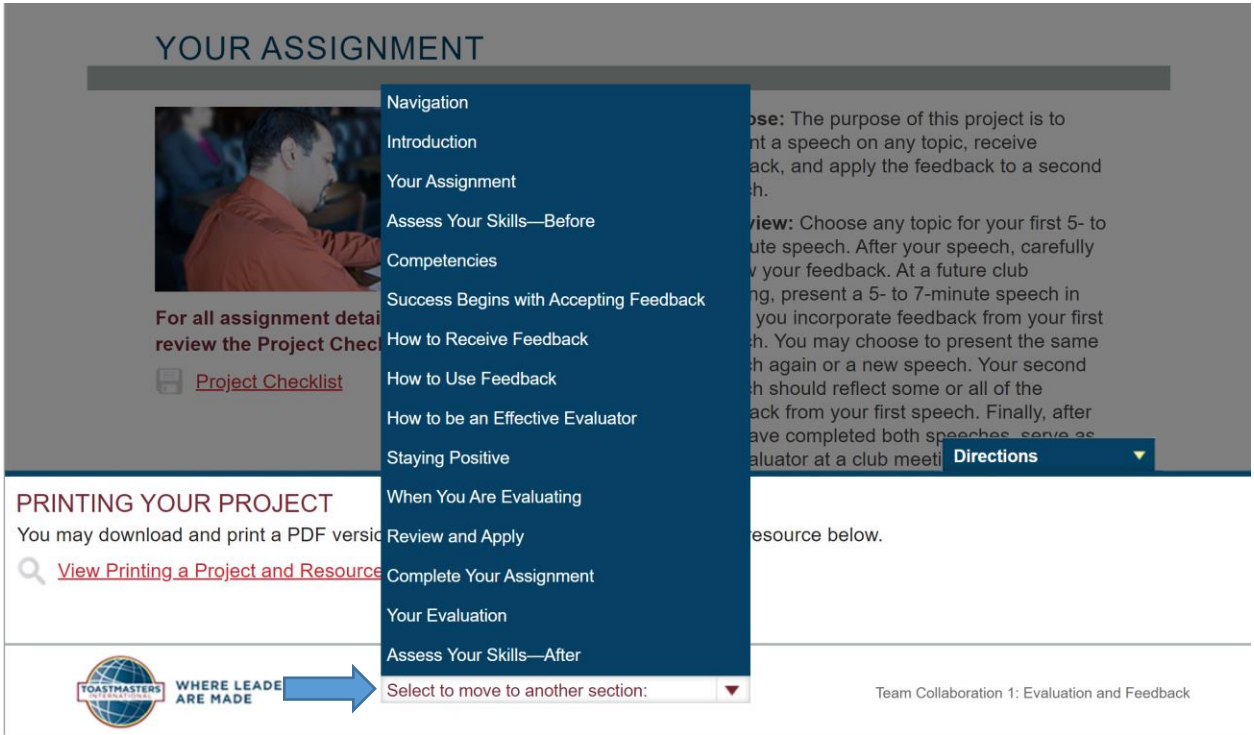 YOUR ASSIGNMENT
For all assignment detai
review the Project Chec
Project Checklist
Navigation
Introduction
Your Assignment
Assess Your Skills—Before
Competencies
Success Begins with Accepting Feedback
How to Receive Feedback
How to Use Feedback
How to be an Effective Evaluator
Staying Positive
When You Are Evaluating
Review and Apply
Complete Your Assignment
Your Evaluation
Assess Your Skills—After
Select to move to another section:
ose: The purpose of this project is to
nt a speech on any topic, receive
ack, and apply the feedback to a second
h.
view: Choose any topic for your first 5- to
ute speech. After your speech, carefully
your feedback. At a future club
ng, present a 5- to 7-minute speech in
you incorporate feedback from your first
h. You may choose to present the same
h again or a new speech. Your second
h should reflect some or all of the
ack from your first speech. Finally, after
ave completed both speeches, serve as
aluator at a club meeti
Directions
PRINTING YOUR PROJECT
You may download and print a PDF versio
esource below.
View Printing a Project and Resource
TOASTMASTERS
INTERNATIONAL
WHERE LEADE
ARE MADE
Team Collaboration 1: Evaluation and Feedback